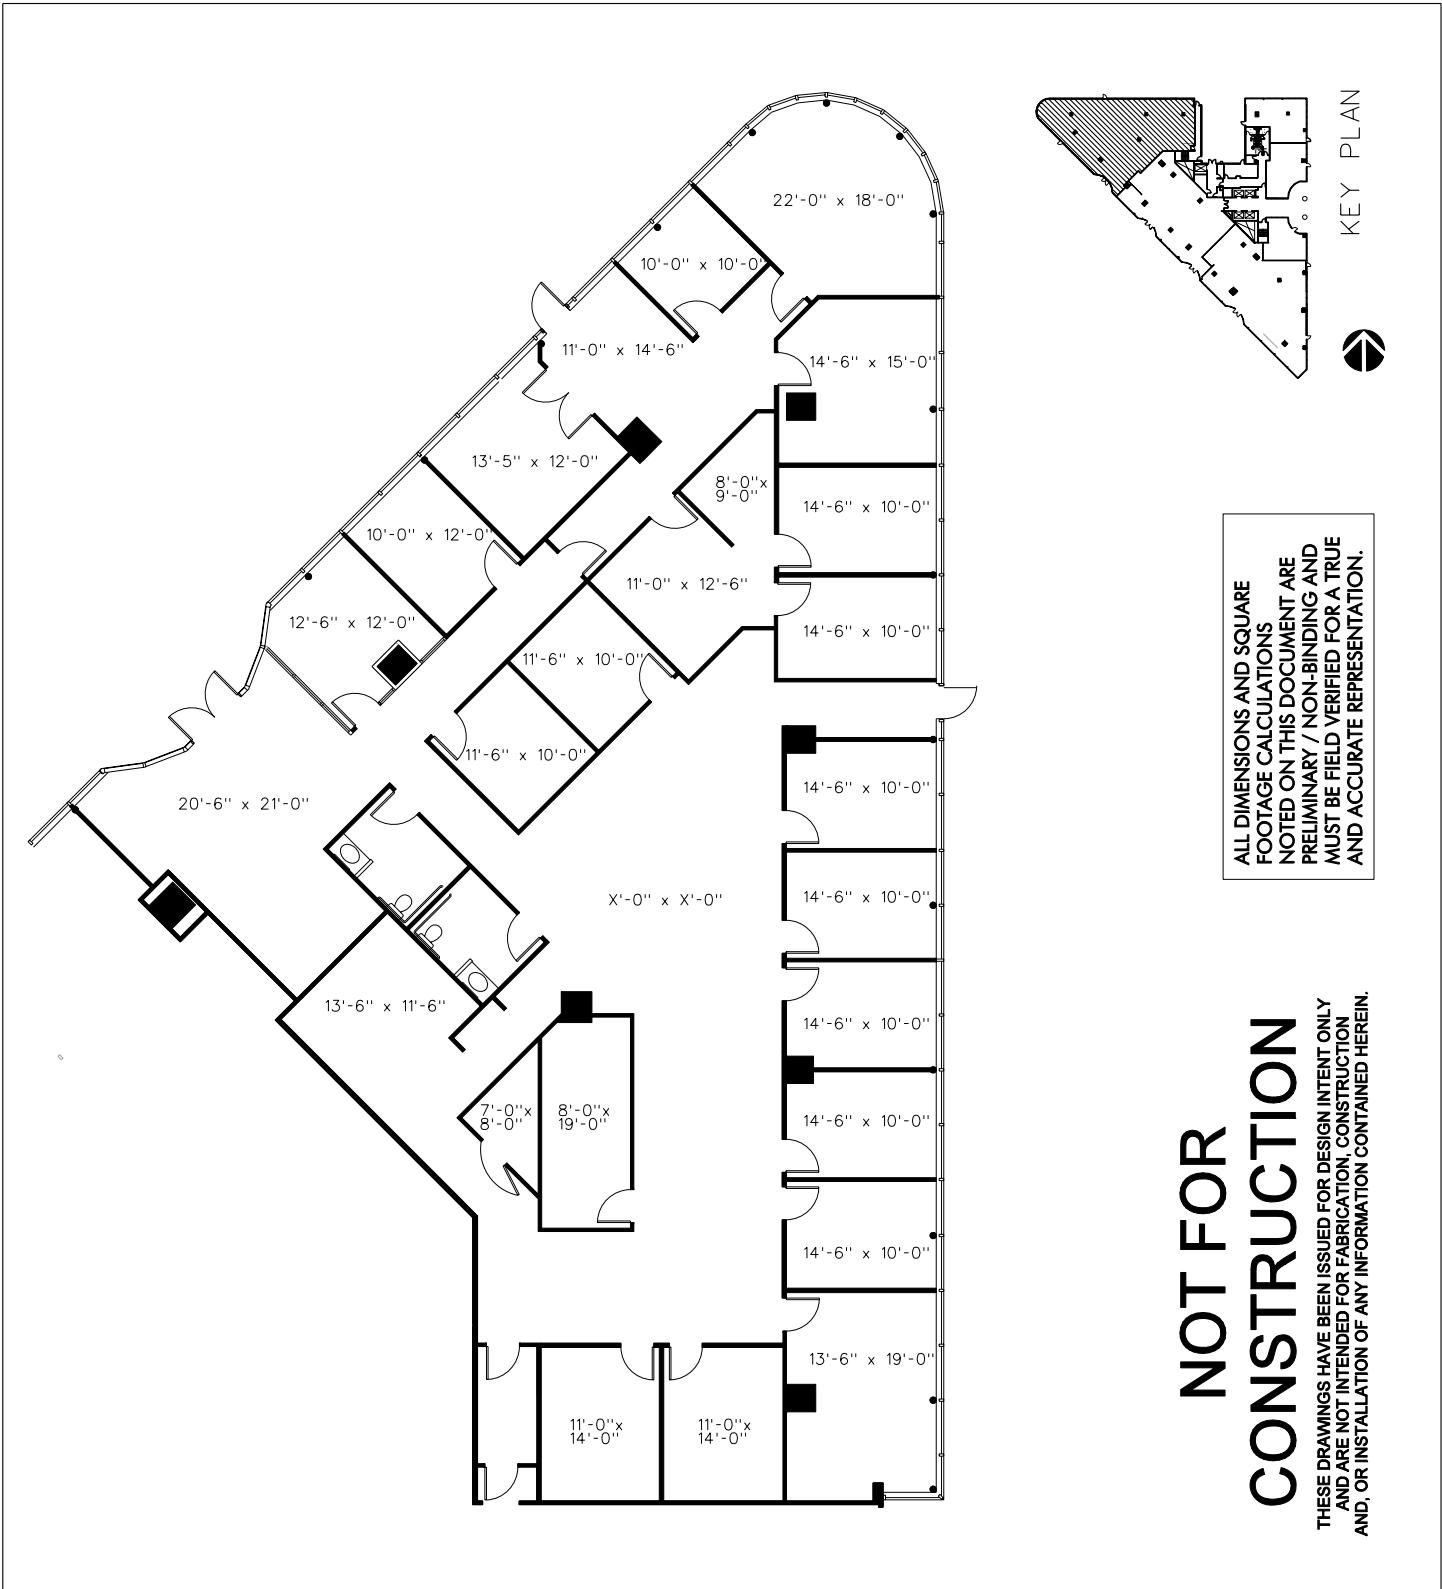 22'-0" x 18'-0"
10'-0" x 10'-0"
11'-0" x 14'-6"
14'-6" x 15'-0"
13'-5" x 12'-0"
8'-0"x
9'-0"
14'-6" x 10'-0"
10'-0" x 12'-0"
11'-0" x 12'-6"
12'-6" x 12'-0"
14'-6" x 10'-0"
11'-6" x 10'-0"
11'-6" x 10'-0"
14'-6" x 10'-0"
20'-6" x 21'-0"
X'-0" x X'-0"
14'-6" x 10'-0"
13'-6" x 11'-6"
14'-6" x 10'-0"
7'-0"x
8'-0"
8'-0"x
19'-0"
14'-6" x 10'-0"
14'-6" x 10'-0"
13'-6" x 19'-0"
11'-0"x
14'-0"
11'-0"x
14'-0"
KEY PLAN
ALL DIMENSIONS AND SQUARE
FOOTAGE CALCULATIONS
NOTED ON THIS DOCUMENT ARE
PRELIMINARY / NON-BINDING AND
MUST BE FIELD VERIFIED FOR A TRUE
AND ACCURATE REPRESENTATION.
NOT FOR
CONSTRUCTION
THESE DRAWINGS HAVE BEEN ISSUED FOR DESIGN INTENT ONLY
AND ARE NOT INTENDED FOR FABRICATION, CONSTRUCTION
AND, OR INSTALLATION OF ANY INFORMATION CONTAINED HEREIN.